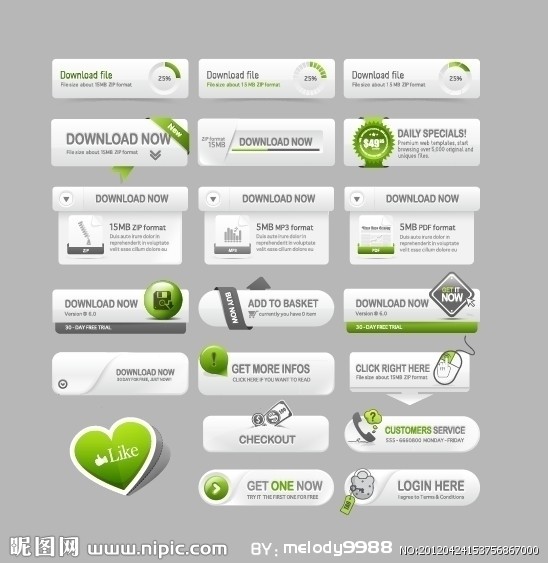 Download file
File size about 15MB ZIP format
25%
Download file
File size about 15 MB ZIP format
25%
Download file
File size about 15MB ZIP format
25%
DOWNLOAD NOW
File size about 15MB ZIP format
New
ZIP format
15MB
DOWNLOAD NOW
$49
DAILY SPECIALS!
Premium web templates, start
browsing over 5,000 original and
unique files.
DOWNLOAD NOW
15MB ZIP format
Duis aute irure dolor in
reprehenderit in voluptate
velit esse cillum dolore eu
ZIP
DOWNLOAD NOW
5MB MP3 format
Duis aute irure dolor in
reprehenderit in voluptate
velit esse cillum dolore eu
MP3
DOWNLOAD NOW
5MB PDF format
Duis aute irure dolor in
reprehenderit in voluptate
velit esse cillum dolore eu
PDF
DOWNLOAD NOW
Version @ 6.0
30-DAY FREE TRIAL
BUY NOW
ADD TO BASKET
currently you have 0 item
DOWNLOAD NOW
Version @ 6.0
30-DAY FREE TRIAL
GET IT
NOW
DOWNLOAD NOW
30 DAY FOR FREE, JUST NOW!
!
GET MORE INFOS
CLICK HERE IF YOU WANT TO READ
CLICK RIGHT HERE
File size about 15MB ZIP format
Like
$
CHECKOUT
?
CUSTOMERS SERVICE
555-6660800 MONDAY-FRIDAY
GET ONE NOW
TRY IT THE FIRST ONE FOR FREE
LOGIN HERE
I agree to Terms & Conditions
昵图网 www.nipic.com BY: melody9988 NO:20120424153756867000